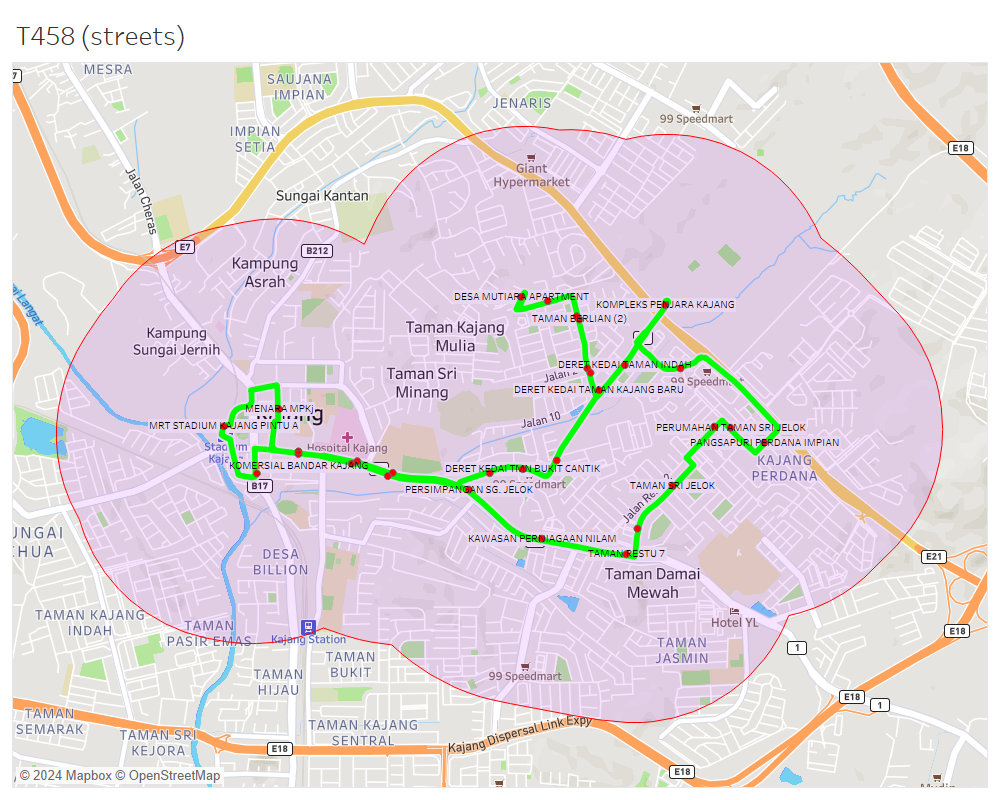 T458 (streets)
7
MESRA
SAUJANA
IMPIAN
JENARIS
99 Speedmart
IMPIAN
SETIA
E18
Giant
Hypermarket
Jalan Cheras
Sungai Kantan
E7
B212
Kampung
Asrah
DESA MUTIARA APARTMENT
KOMPLEKS PENJARA KAJANG
TAMAN BERLIAN (2)
Taman Kajang
Mulia
Kampung
Sungai Jernih
DERET KEDAI TAMAN INDAH
Taman Sri
Minang
DERET KEDAI TAMAN KAJANG BARU
MENARA MPKj
Jalan 10
MRT STADIUM KAJANG PINTU A
PERUMAHAN TAMAN SRI JELOK
Hospital Kajang
PANGSAPURI PERDANA IMPIAN
KOMERSIAL BANDAR KAJANG
DERET KEDAI TMN BUKIT CANTIK
KAJANG
PERDANA
B17
PERSIMPANGAN SG. JELOK
TAMAN SRI JELOK
KAWASAN PERNIAGAAN NILAM
TAMAN RESTU 7
E21
DESA
BILLION
Taman Damai
Mewah
TAMAN KAJANG
INDAH
TAMAN
PASIR EMAS
Kajang Station
Hotel YL
E18
1
TAMAN
JASMIN
TAMAN
BUKIT
TAMAN
HIJAU
99 Speedmart
E18
1
TAMAN
SEMARAK
TAMAN SRI
KEJORA
TAMAN KAJANG
SENTRAL
E18
Kajang Dispersal Link Expy
E18
© 2024 Mapbox © OpenStreetMap